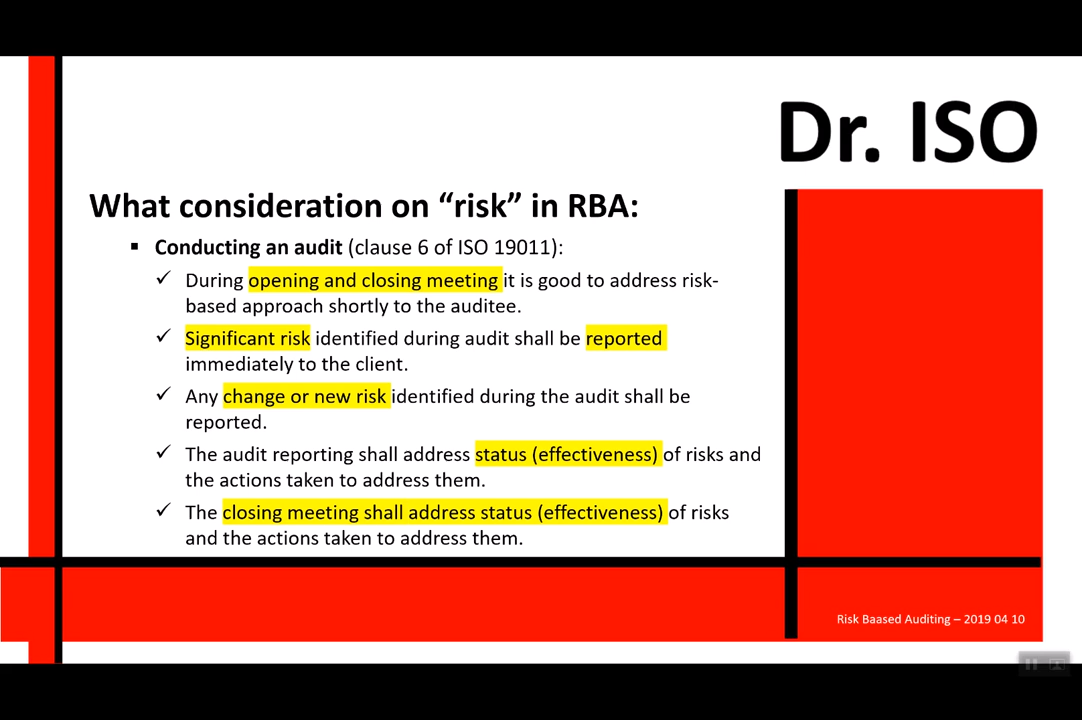 Dr. ISO
What consideration on “risk” in RBA:
▪ Conducting an audit (clause 6 of ISO 19011):
✓ During opening and closing meeting it is good to address risk-
based approach shortly to the auditee.
✓ Significant risk identified during audit shall be reported
immediately to the client.
✓ Any change or new risk identified during the audit shall be
reported.
✓ The audit reporting shall address status (effectiveness) of risks and
the actions taken to address them.
✓ The closing meeting shall address status (effectiveness) of risks
and the actions taken to address them.
Risk Baased Auditing – 2019 04 10